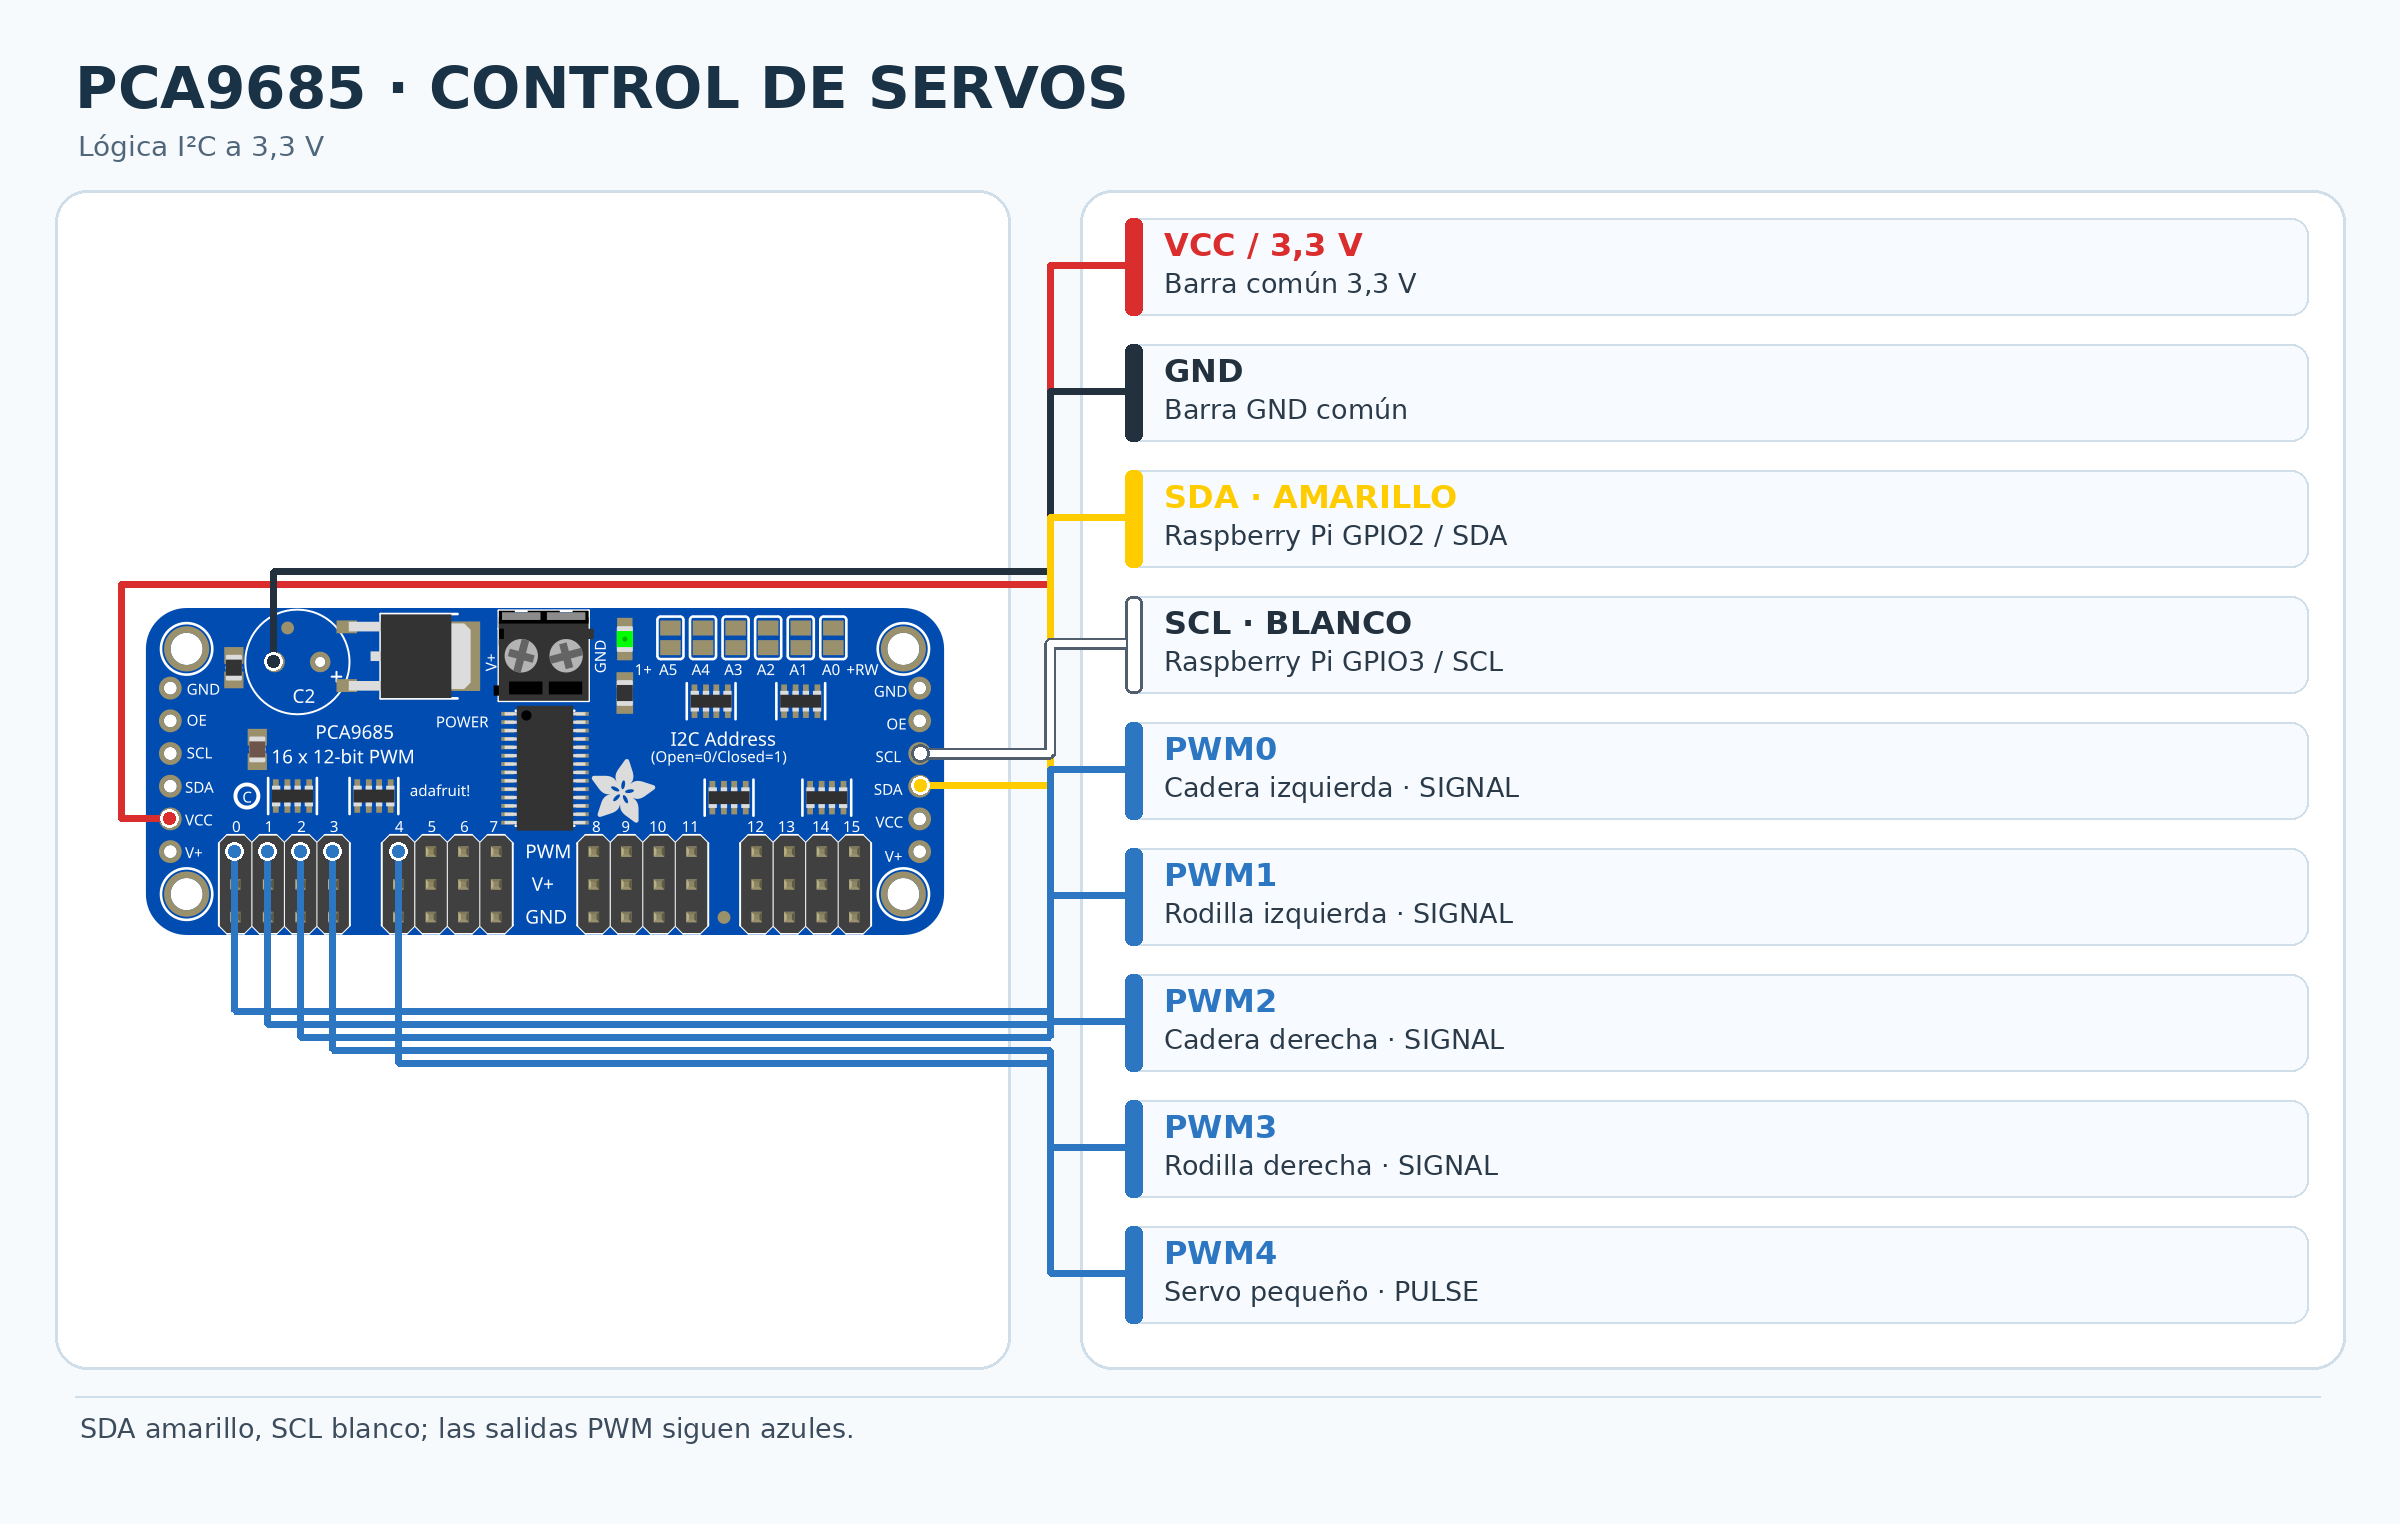 PCA9685 · CONTROL DE SERVOS
Lógica I²C a 3,3 V
V+
GND
1+ A5 A4 A3 A2 A1 A0 +RW
C2
+
GND
OE
SCL
SDA
VCC
V+
PCA9685
16 x 12-bit PWM
POWER
C
adafruit!
I2C Address
(Open=0/Closed=1)
GND
OE
SCL
SDA
VCC
V+
0 1 2 3 4 5 6 7 8 9 10 11 12 13 14 15
PWM
V+
GND
VCC / 3,3 V
Barra común 3,3 V
GND
Barra GND común
SDA · AMARILLO
Raspberry Pi GPIO2 / SDA
SCL · BLANCO
Raspberry Pi GPIO3 / SCL
PWM0
Cadera izquierda · SIGNAL
PWM1
Rodilla izquierda · SIGNAL
PWM2
Cadera derecha · SIGNAL
PWM3
Rodilla derecha · SIGNAL
PWM4
Servo pequeño · PULSE
SDA amarillo, SCL blanco; las salidas PWM siguen azules.